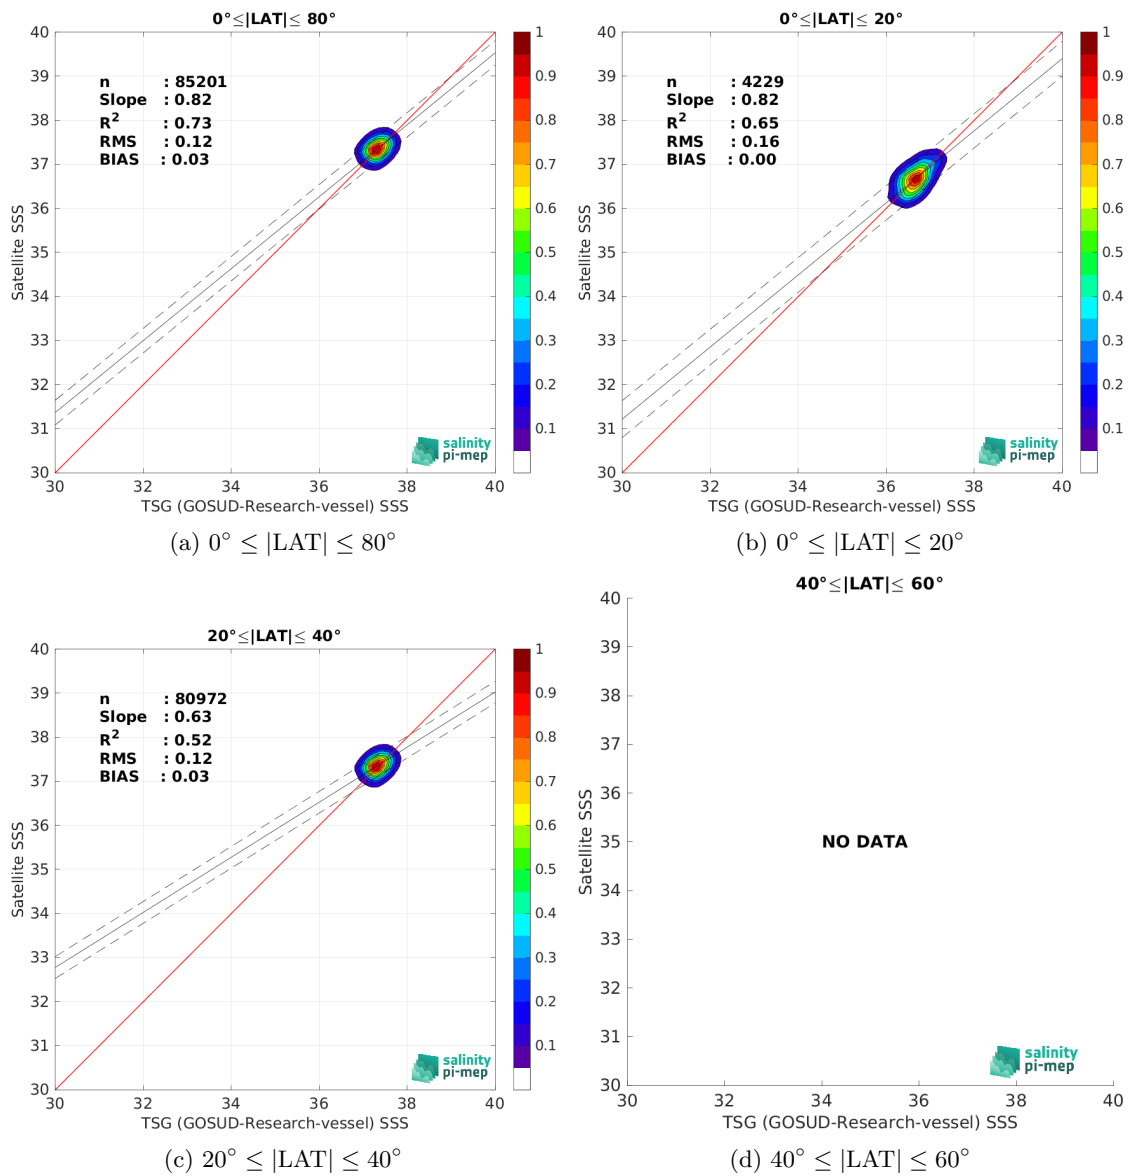 0°≤|LAT|≤ 80°
40
39
38
37
36
35
34
33
32
31
30
Satellite SSS
n : 85201
Slope : 0.82
R² : 0.73
RMS : 0.12
BIAS : 0.03
1
0.9
0.8
0.7
0.6
0.5
0.4
0.3
0.2
0.1
salinity
pi-mep
30 32 34 36 38 40
TSG (GOSUD-Research-vessel) SSS
(a) 0° ≤ |LAT| ≤ 80°
0°≤|LAT|≤ 20°
40
39
38
37
36
35
34
33
32
31
30
Satellite SSS
n : 4229
Slope : 0.82
R² : 0.65
RMS : 0.16
BIAS : 0.00
1
0.9
0.8
0.7
0.6
0.5
0.4
0.3
0.2
0.1
salinity
pi-mep
30 32 34 36 38 40
TSG (GOSUD-Research-vessel) SSS
(b) 0° ≤ |LAT| ≤ 20°
20°≤|LAT|≤ 40°
40
39
38
37
36
35
34
33
32
31
30
Satellite SSS
n : 80972
Slope : 0.63
R² : 0.52
RMS : 0.12
BIAS : 0.03
1
0.9
0.8
0.7
0.6
0.5
0.4
0.3
0.2
0.1
salinity
pi-mep
30 32 34 36 38 40
TSG (GOSUD-Research-vessel) SSS
(c) 20° ≤ |LAT| ≤ 40°
40°≤|LAT|≤ 60°
40
39
38
37
36
35
34
33
32
31
30
Satellite SSS
NO DATA
salinity
pi-mep
30 32 34 36 38 40
TSG (GOSUD-Research-vessel) SSS
(d) 40° ≤ |LAT| ≤ 60°